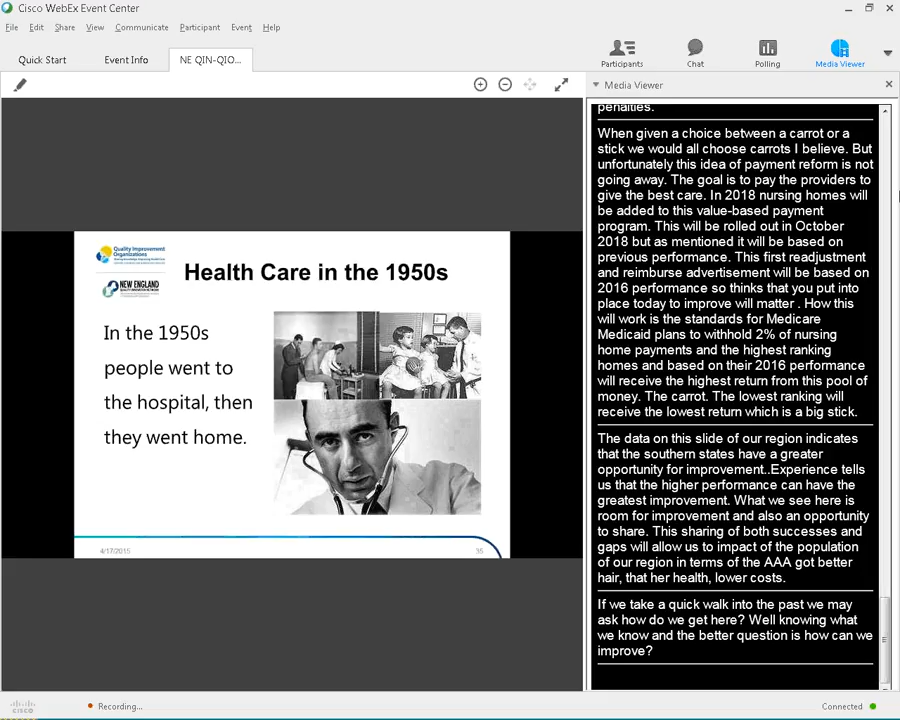 Cisco WebEx Event Center
File Edit Share View Communicate Participant Event Help
Quick Start Event Info NE QIN-QIO...
Participants Chat Polling Media Viewer
Media Viewer
penalties.
When given a choice between a carrot or a
stick we would all choose carrots I believe. But
unfortunately this idea of payment reform is not
going away. The goal is to pay the providers to
give the best care. In 2018 nursing homes will
be added to this value-based payment
program. This will be rolled out in October
2018 but as mentioned it will be based on
previous performance. This first readjustment
and reimburse advertisement will be based on
2016 performance so thinks that you put into
place today to improve will matter . How this
will work is the standards for Medicare
Medicaid plans to withhold 2% of nursing
home payments and the highest ranking
homes and based on their 2016 performance
will receive the highest return from this pool of
money. The carrot. The lowest ranking will
receive the lowest return which is a big stick.
The data on this slide of our region indicates
that the southern states have a greater
opportunity for improvement..Experience tells
us that the higher performance can have the
greatest improvement. What we see here is
room for improvement and also an opportunity
to share. This sharing of both successes and
gaps will allow us to impact of the population
of our region in terms of the AAA got better
hair, that her health, lower costs.
If we take a quick walk into the past we may
ask how do we get here? Well knowing what
we know and the better question is how can we
improve?
Quality Improvement
Organizations
NEW ENGLAND
Health Care in the 1950s
In the 1950s
people went to
the hospital, then
they went home.
4/17/2015
35
cisco
Recording...
Connected